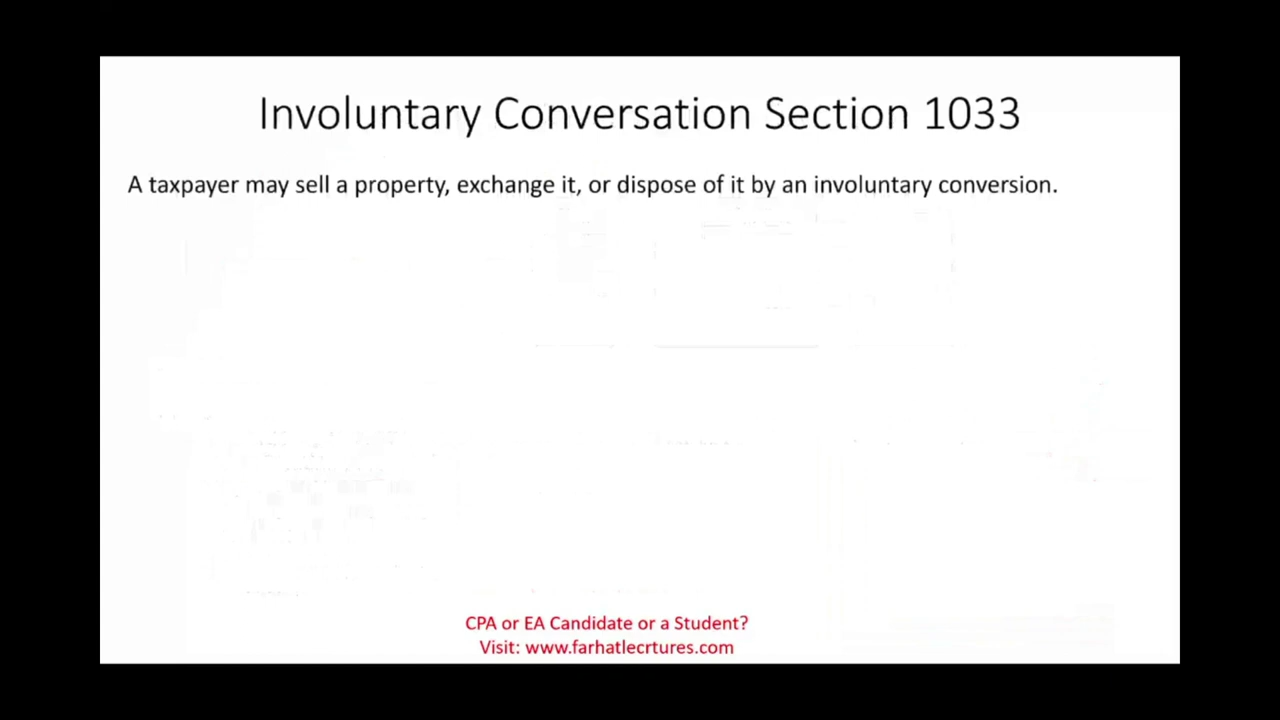 Involuntary Conversation Section 1033
A taxpayer may sell a property, exchange it, or dispose of it by an involuntary conversion.
CPA or EA Candidate or a Student?
Visit: www.farhatlecrtures.com